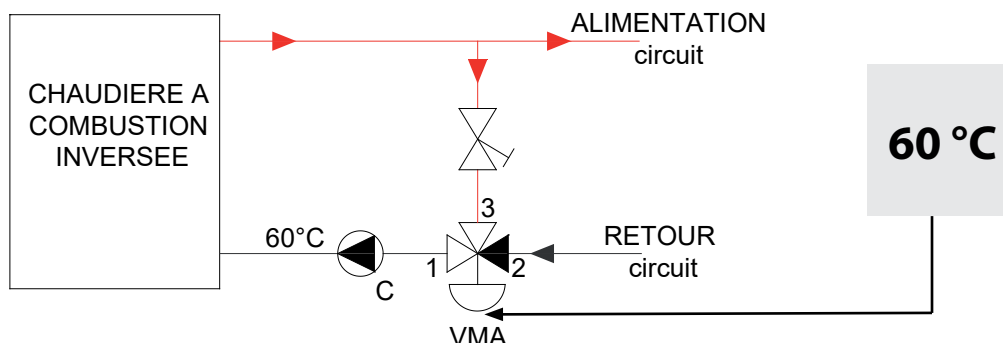 ALIMENTATION
circuit
CHAUDIERE A
COMBUSTION
INVERSEE
60 °C
3
60°C
RETOUR
1
2
circuit
C
VMA